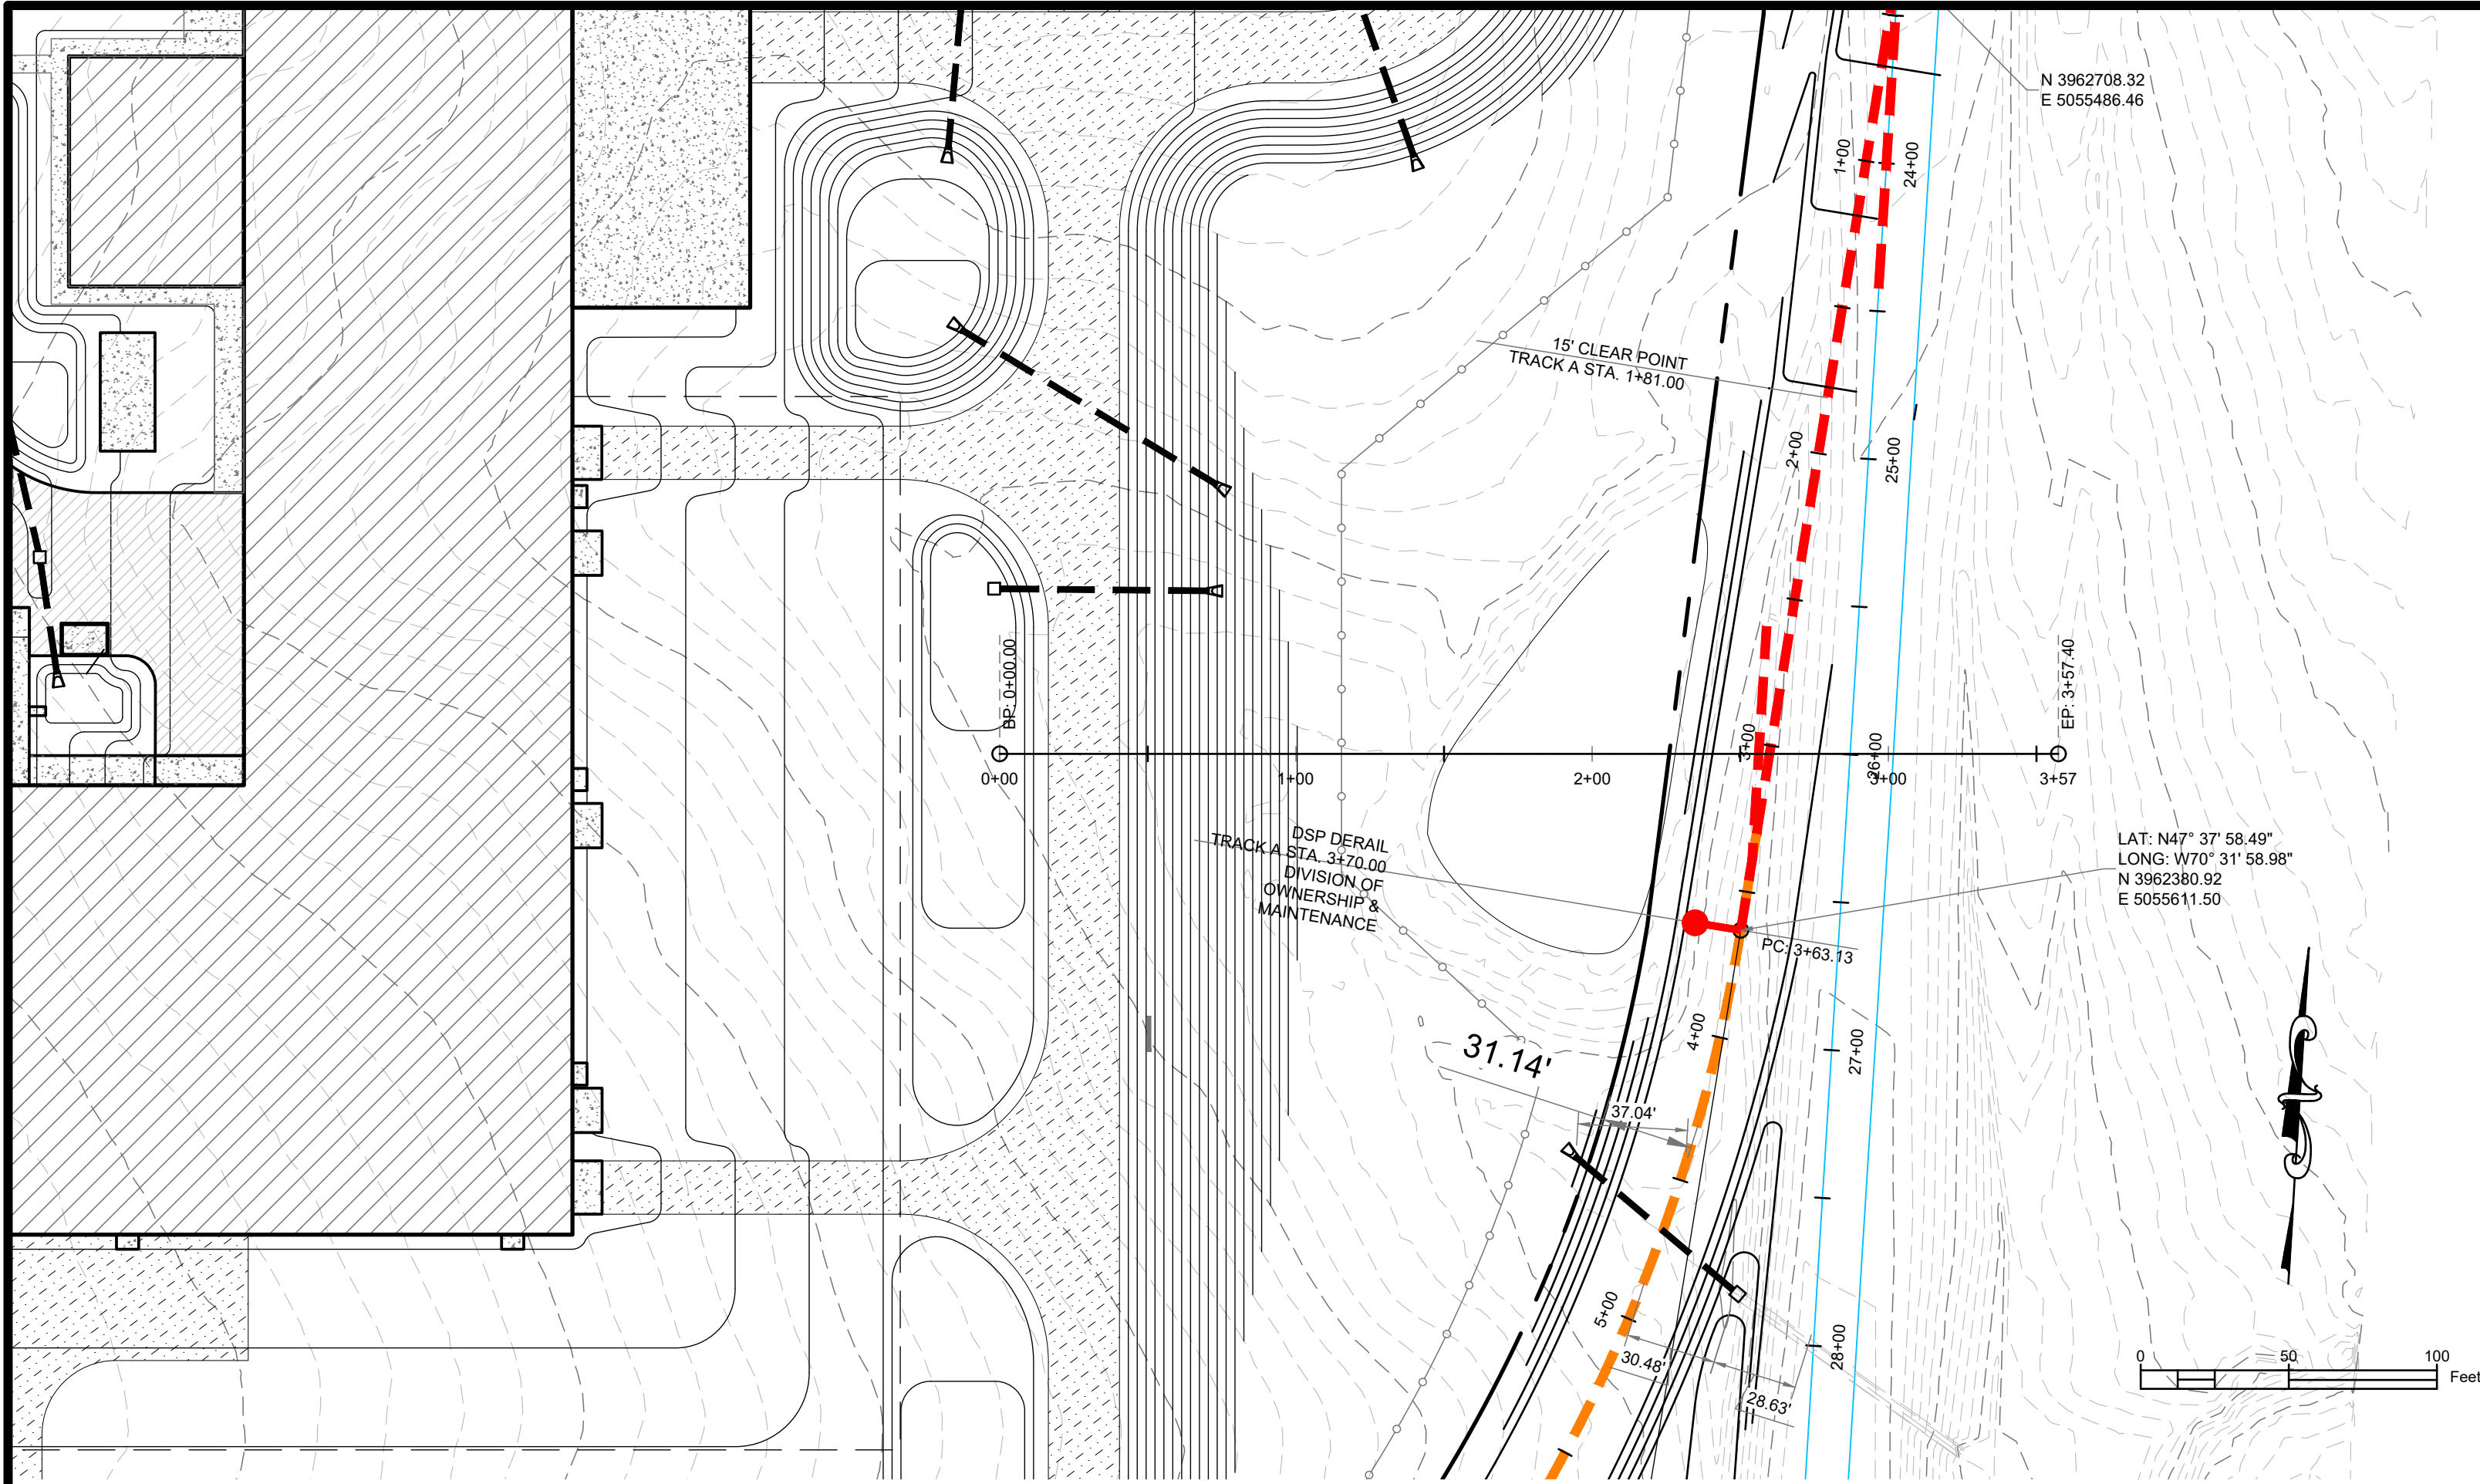 N 3962708.32
E 5055486.46
1+00
24+00
15' CLEAR POINT
TRACK A STA. 1+81.00
2+00
25+00
BP: 0+00.00
EP: 3+57.40
3+00
26+00
0+00
1+00
2+00
3+00
3+57
DSP DERAIL
TRACK A STA. 3+70.00
DIVISION OF
OWNERSHIP &
MAINTENANCE
LAT: N47° 37' 58.49"
LONG: W70° 31' 58.98"
N 3962380.92
E 5055611.50
PC: 3+63.13
4+00
27+00
31.14'
37.04'
5+00
28+00
30.48'
28.63'
0 50 100
Feet